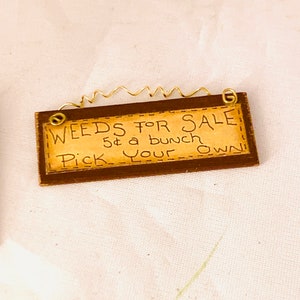 WEEDS FOR SALE
5¢ a bunch
Pick Your Own